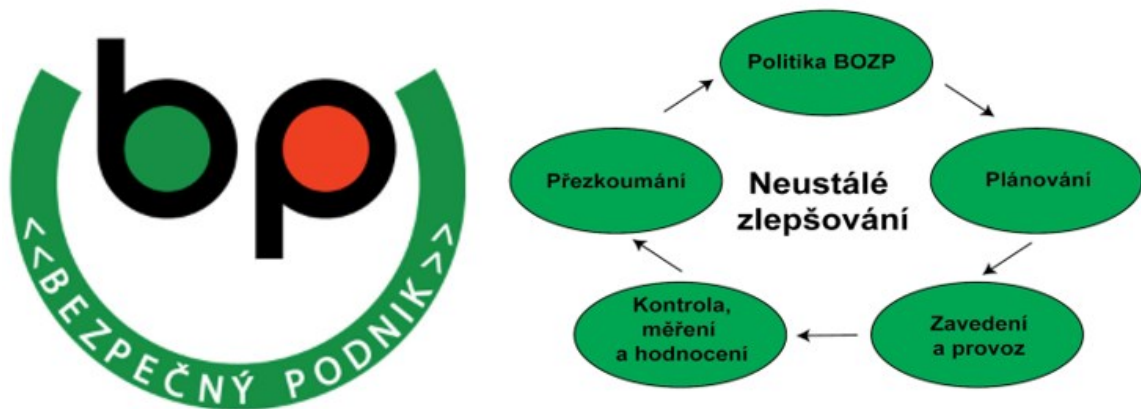 bp
<<BEZPEČNÝ PODNIK>>
Politika BOZP
Plánování
Zavedení
a provoz
Kontrola,
měření
a hodnocení
Přezkoumání
Neustálé
zlepšování